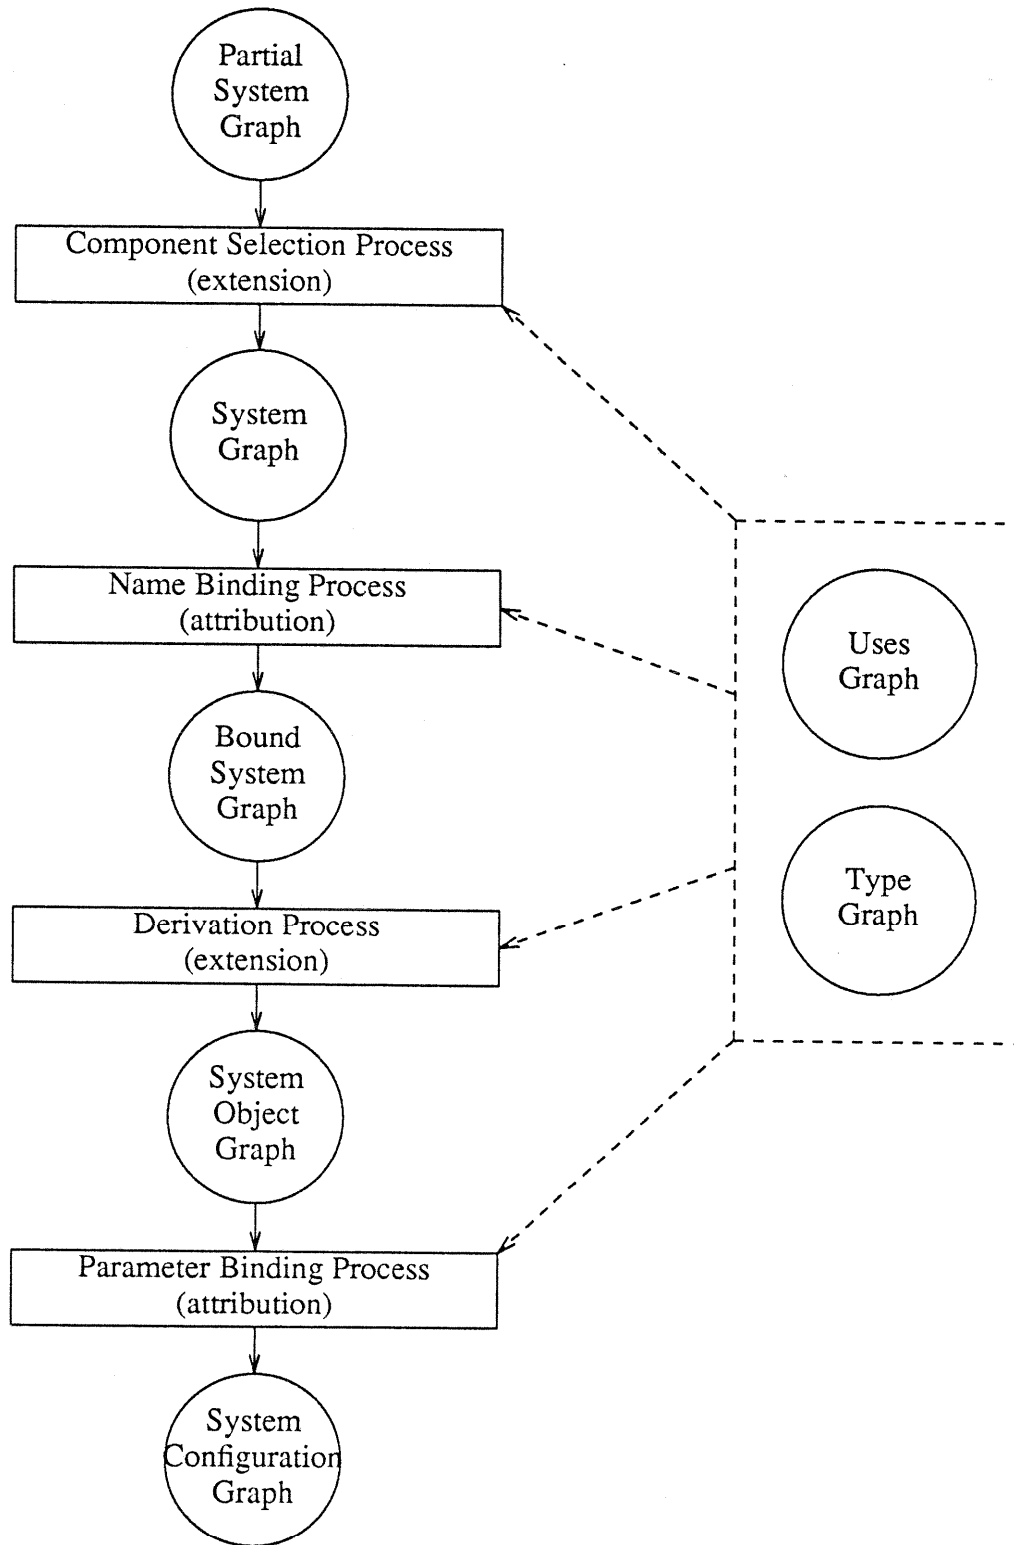 Partial
System
Graph
Component Selection Process
(extension)
System
Graph
Name Binding Process
(attribution)
Bound
System
Graph
Derivation Process
(extension)
System
Object
Graph
Parameter Binding Process
(attribution)
System
Configuration
Graph
Uses
Graph
Type
Graph